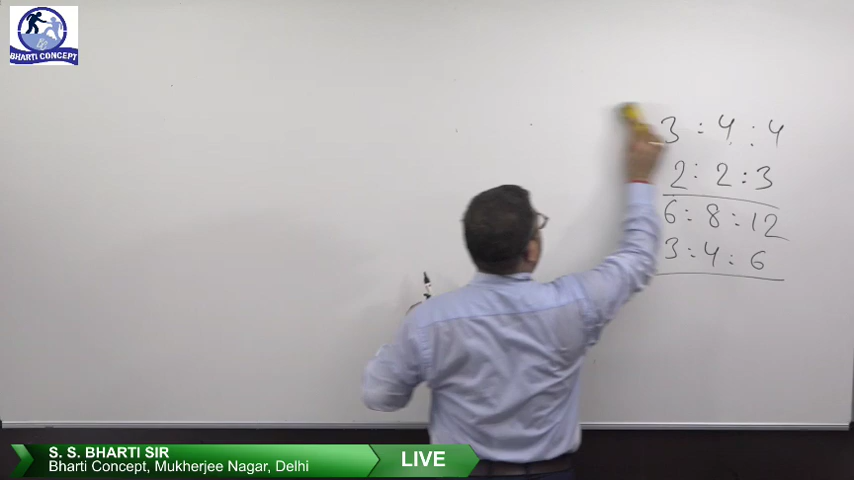 BHARTI CONCEPT
3 : 4 : 4
2 : 2 : 3
6 : 8 : 12
3 : 4 : 6
S. S. BHARTI SIR
Bharti Concept, Mukherjee Nagar, Delhi
LIVE